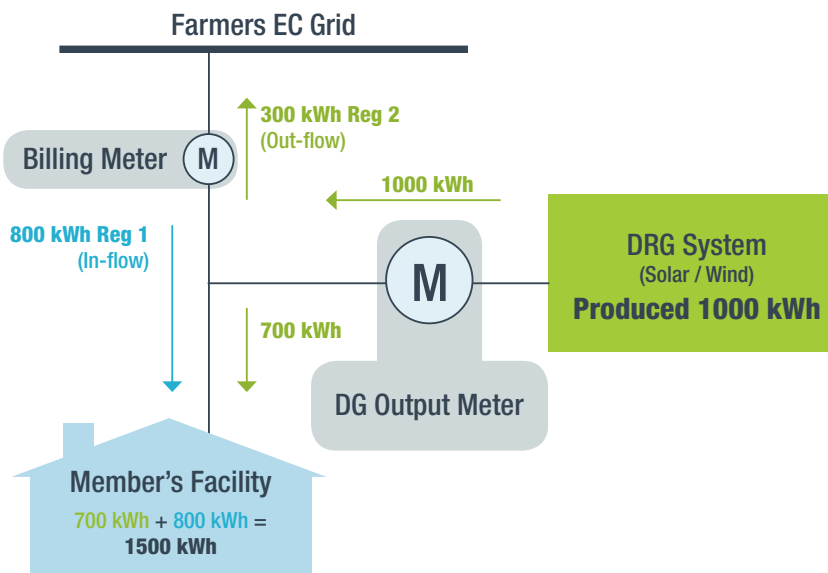 Farmers EC Grid
300 kWh Reg 2
(Out-flow)
Billing Meter
M
1000 kWh
800 kWh Reg 1
(In-flow)
DRG System
(Solar / Wind)
Produced 1000 kWh
M
700 kWh
DG Output Meter
Member’s Facility
700 kWh + 800 kWh =
1500 kWh